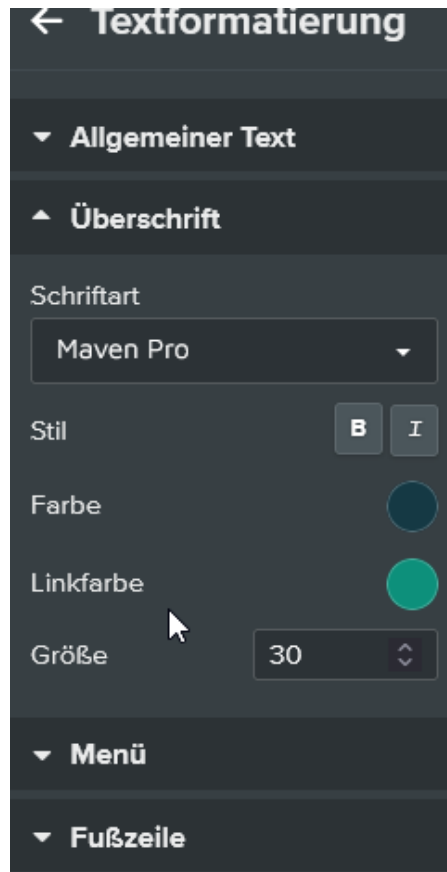 Textformatierung
Allgemeiner Text
Überschrift
Schriftart
Maven Pro
Stil B I
Farbe
Linkfarbe
Größe 30
Menü
Fußzeile